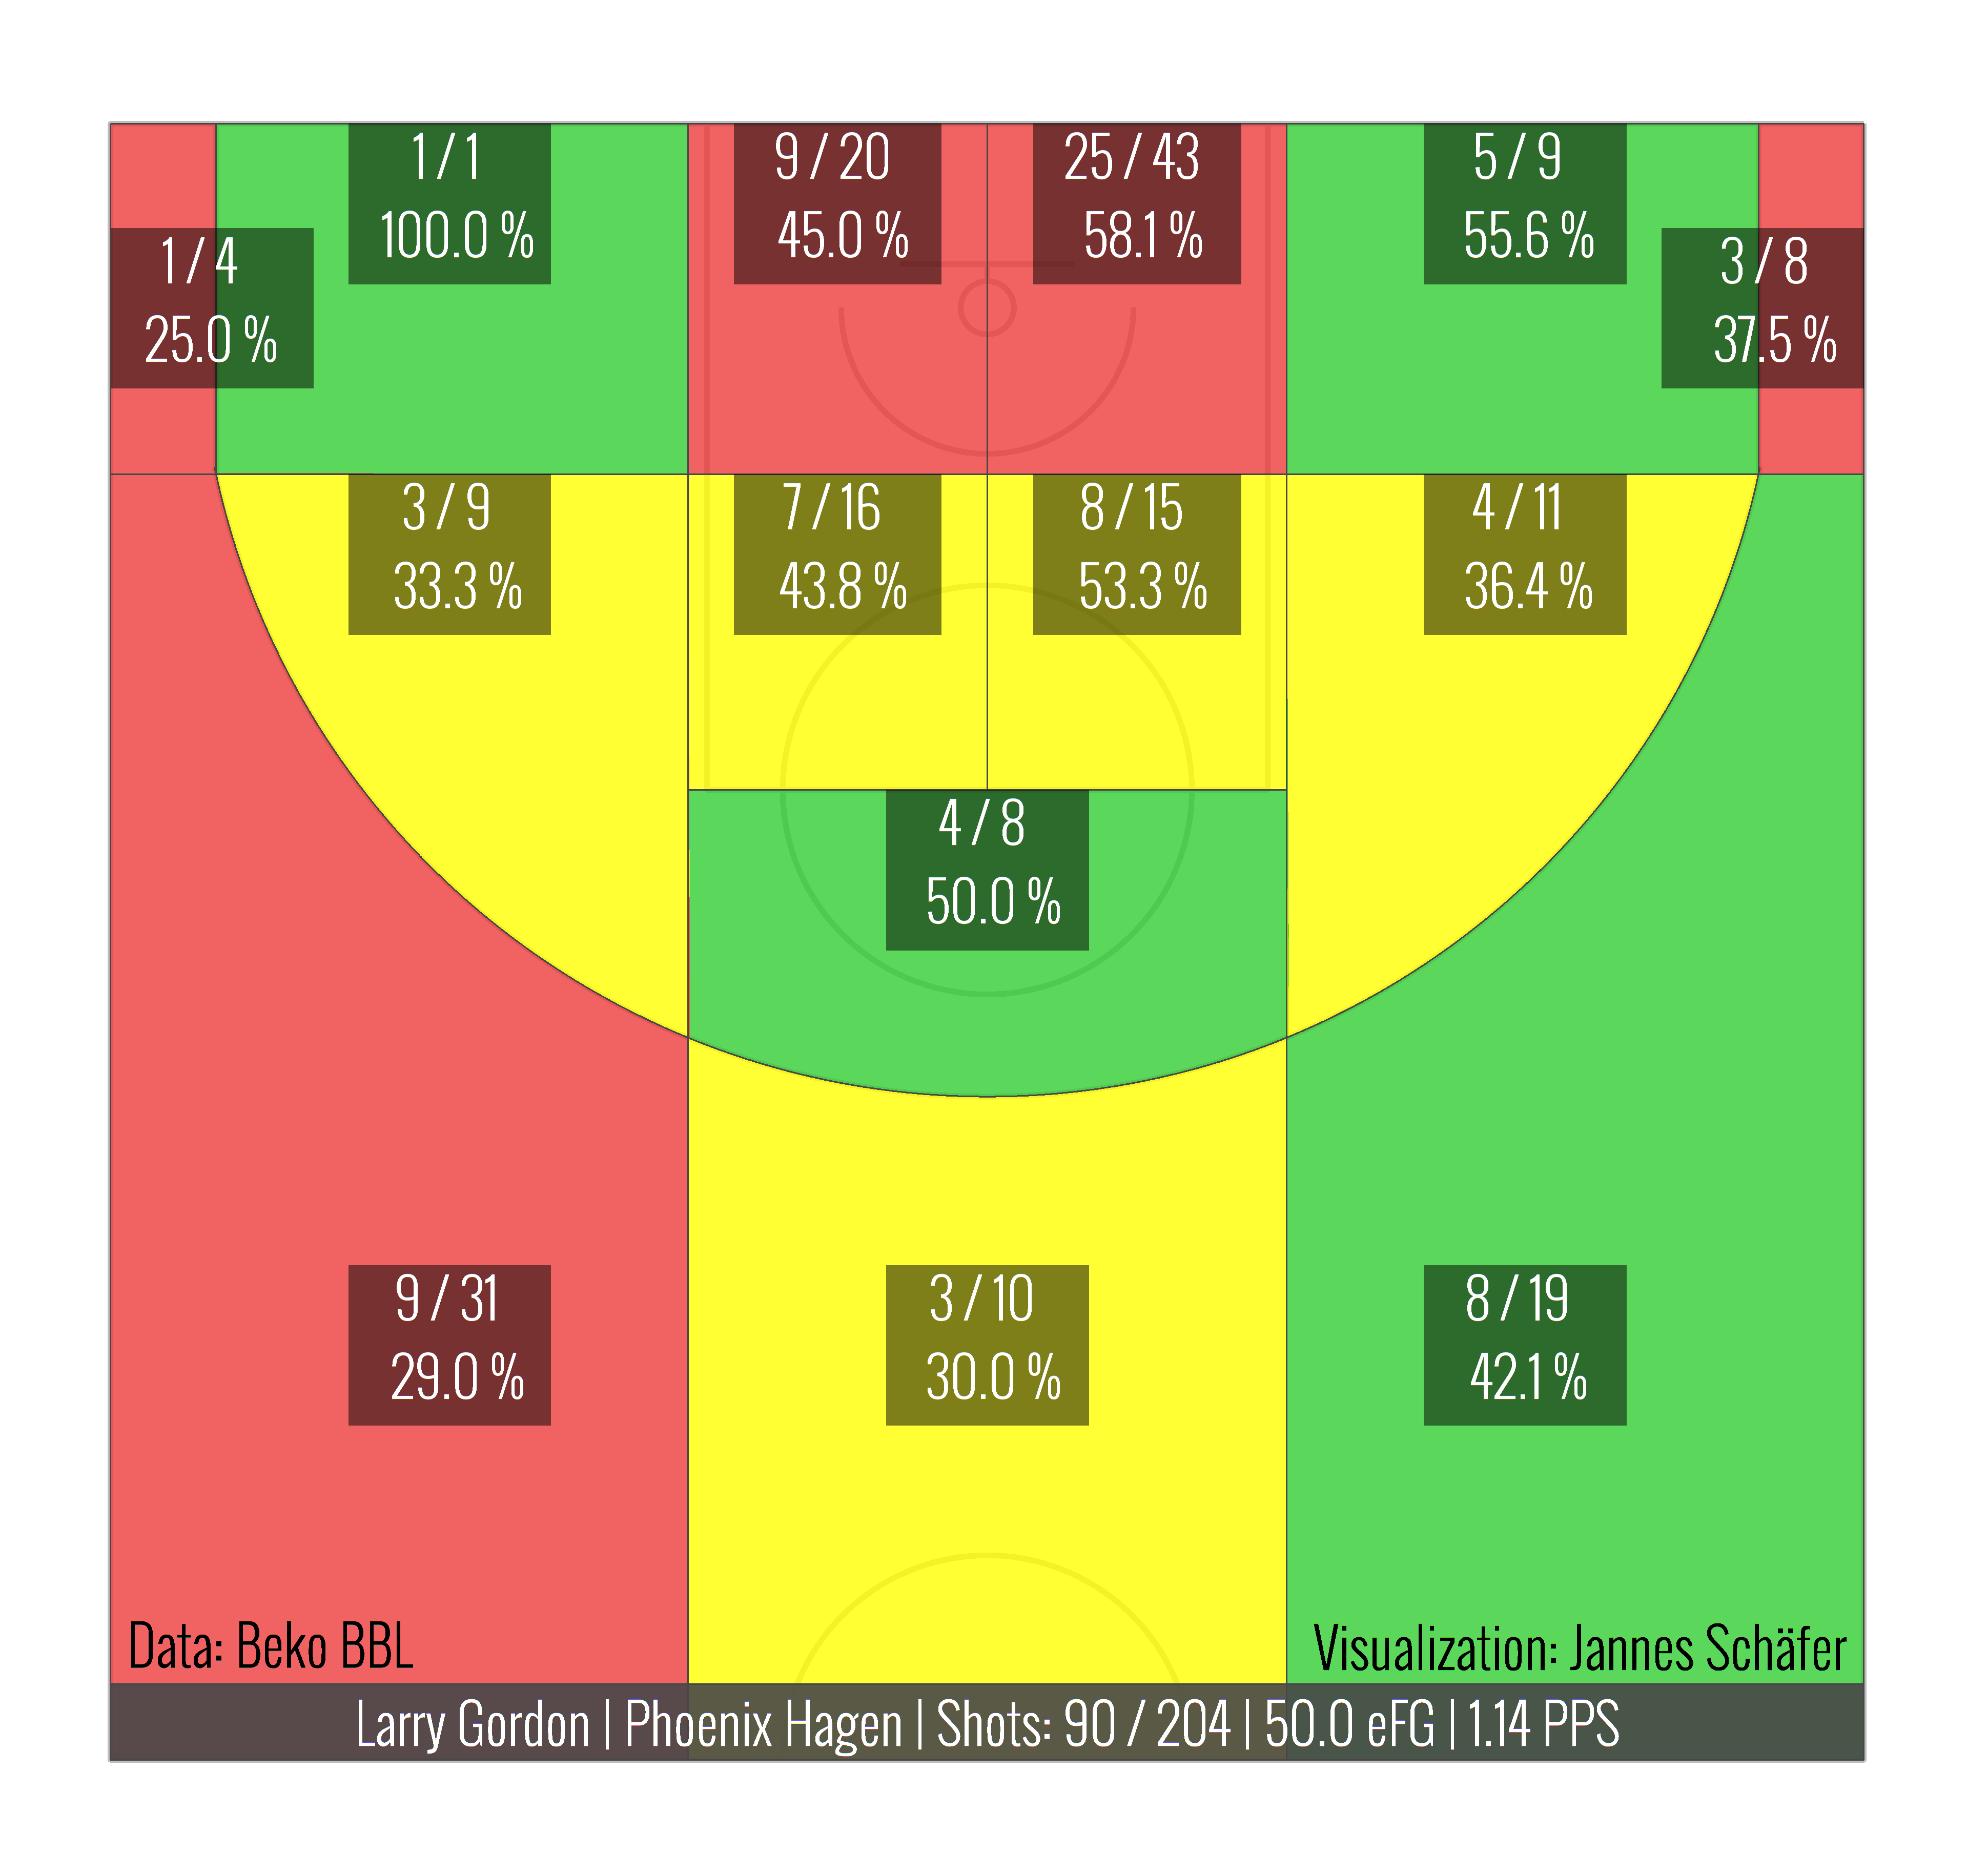 1 / 1
100.0 %
9 / 20
45.0 %
25 / 43
58.1 %
5 / 9
55.6 %
1 / 4
25.0 %
3 / 8
37.5 %
3 / 9
33.3 %
7 / 16
43.8 %
8 / 15
53.3 %
4 / 11
36.4 %
4 / 8
50.0 %
9 / 31
29.0 %
3 / 10
30.0 %
8 / 19
42.1 %
Data: Beko BBL
Visualization: Jannes Schäfer
Larry Gordon | Phoenix Hagen | Shots: 90 / 204 | 50.0 eFG | 1.14 PPS